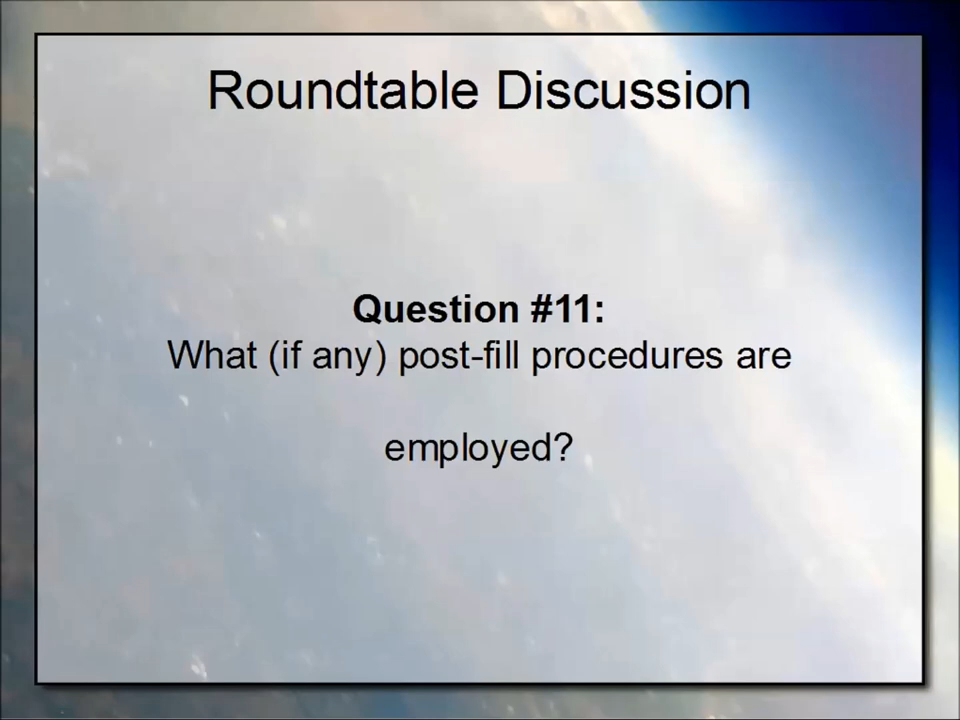 Roundtable Discussion
Question #11:
What (if any) post-fill procedures are
employed?